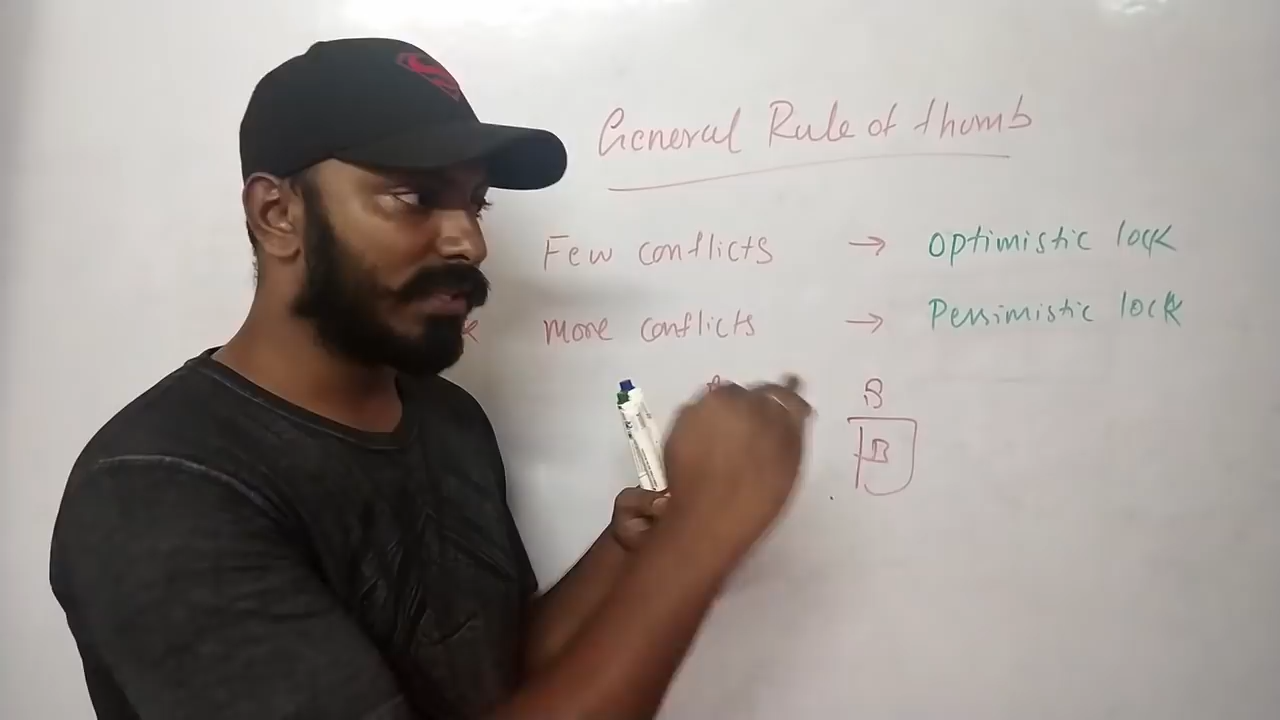 General Rule of thumb
Few conflicts → Optimistic lock
more conflicts → Pessimistic lock
B
B